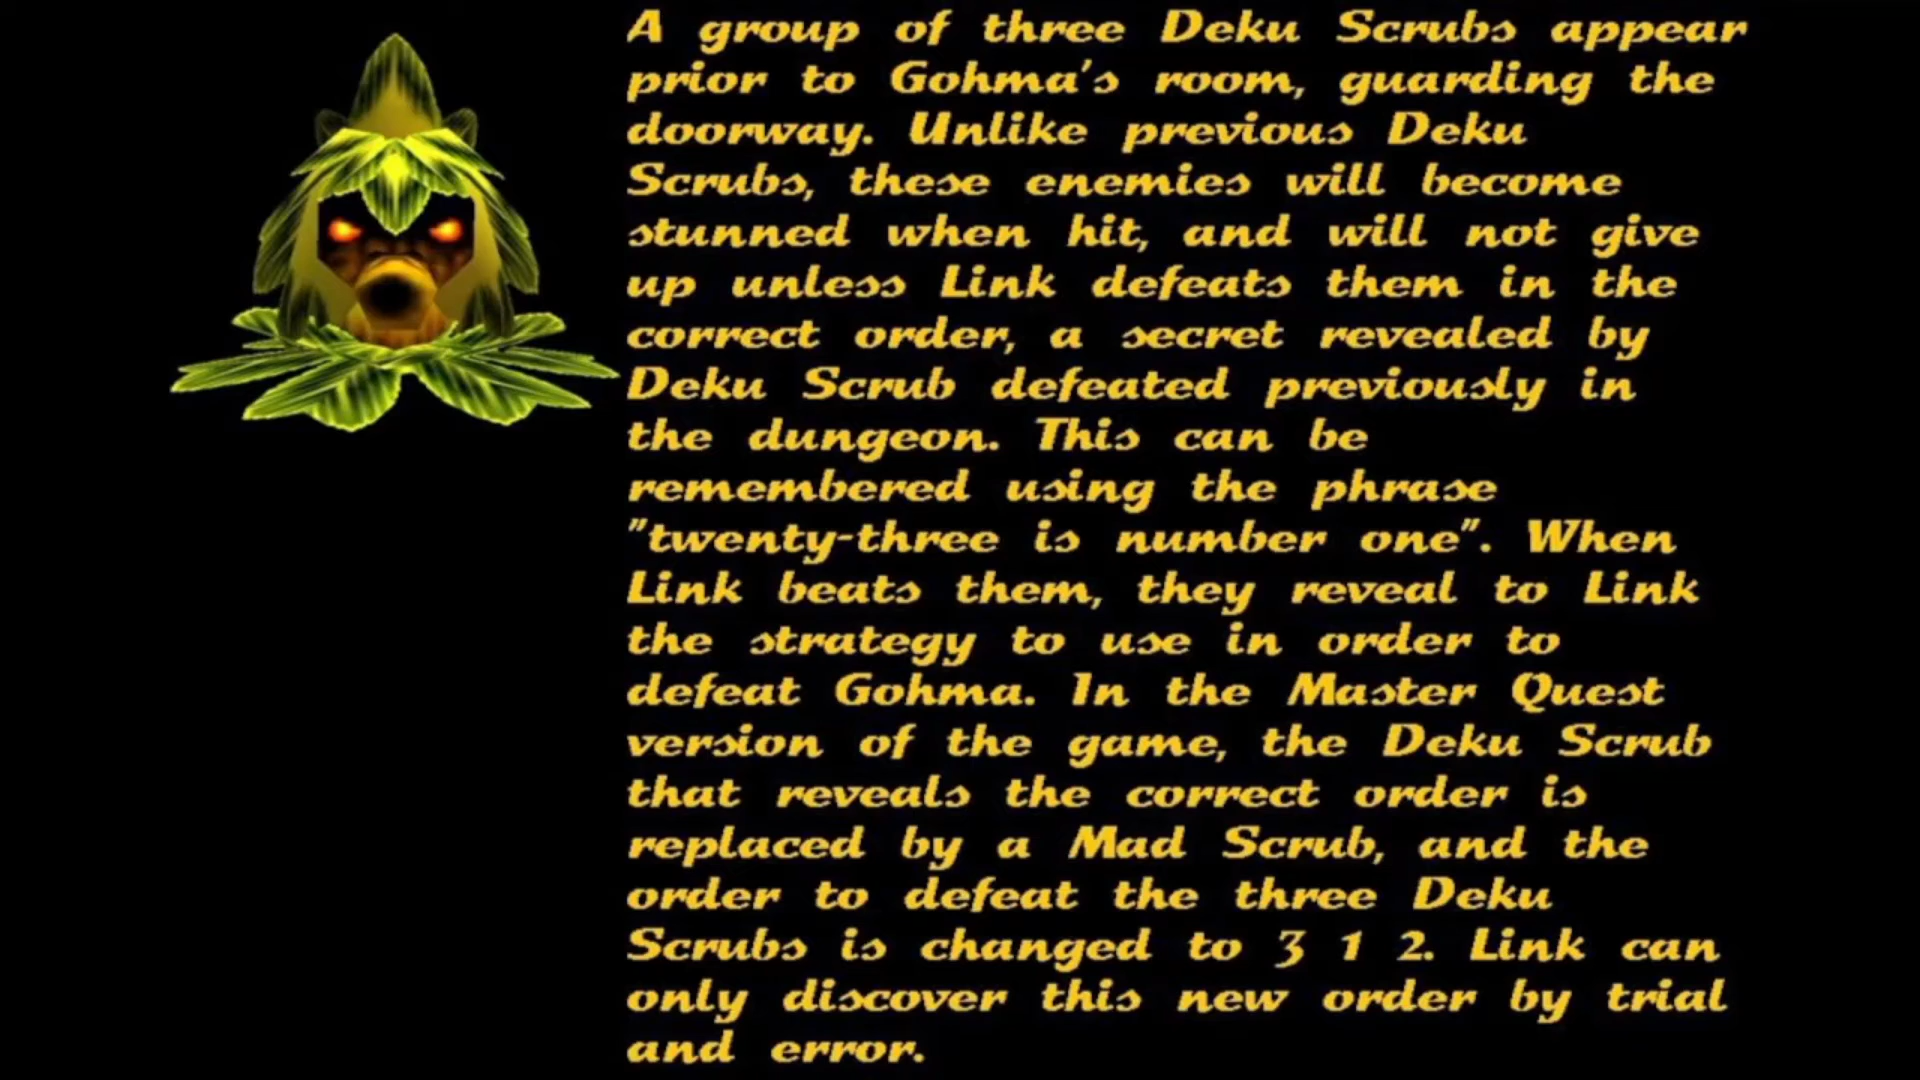 A group of three Deku Scrubs appear
prior to Gohma's room, guarding the
doorway. Unlike previous Deku
Scrubs, these enemies will become
stunned when hit, and will not give
up unless Link defeats them in the
correct order, a secret revealed by
Deku Scrub defeated previously in
the dungeon. This can be
remembered using the phrase
"twenty-three is number one". When
Link beats them, they reveal to Link
the strategy to use in order to
defeat Gohma. In the Master Quest
version of the game, the Deku Scrub
that reveals the correct order is
replaced by a Mad Scrub, and the
order to defeat the three Deku
Scrubs is changed to 3 1 2. Link can
only discover this new order by trial
and error.